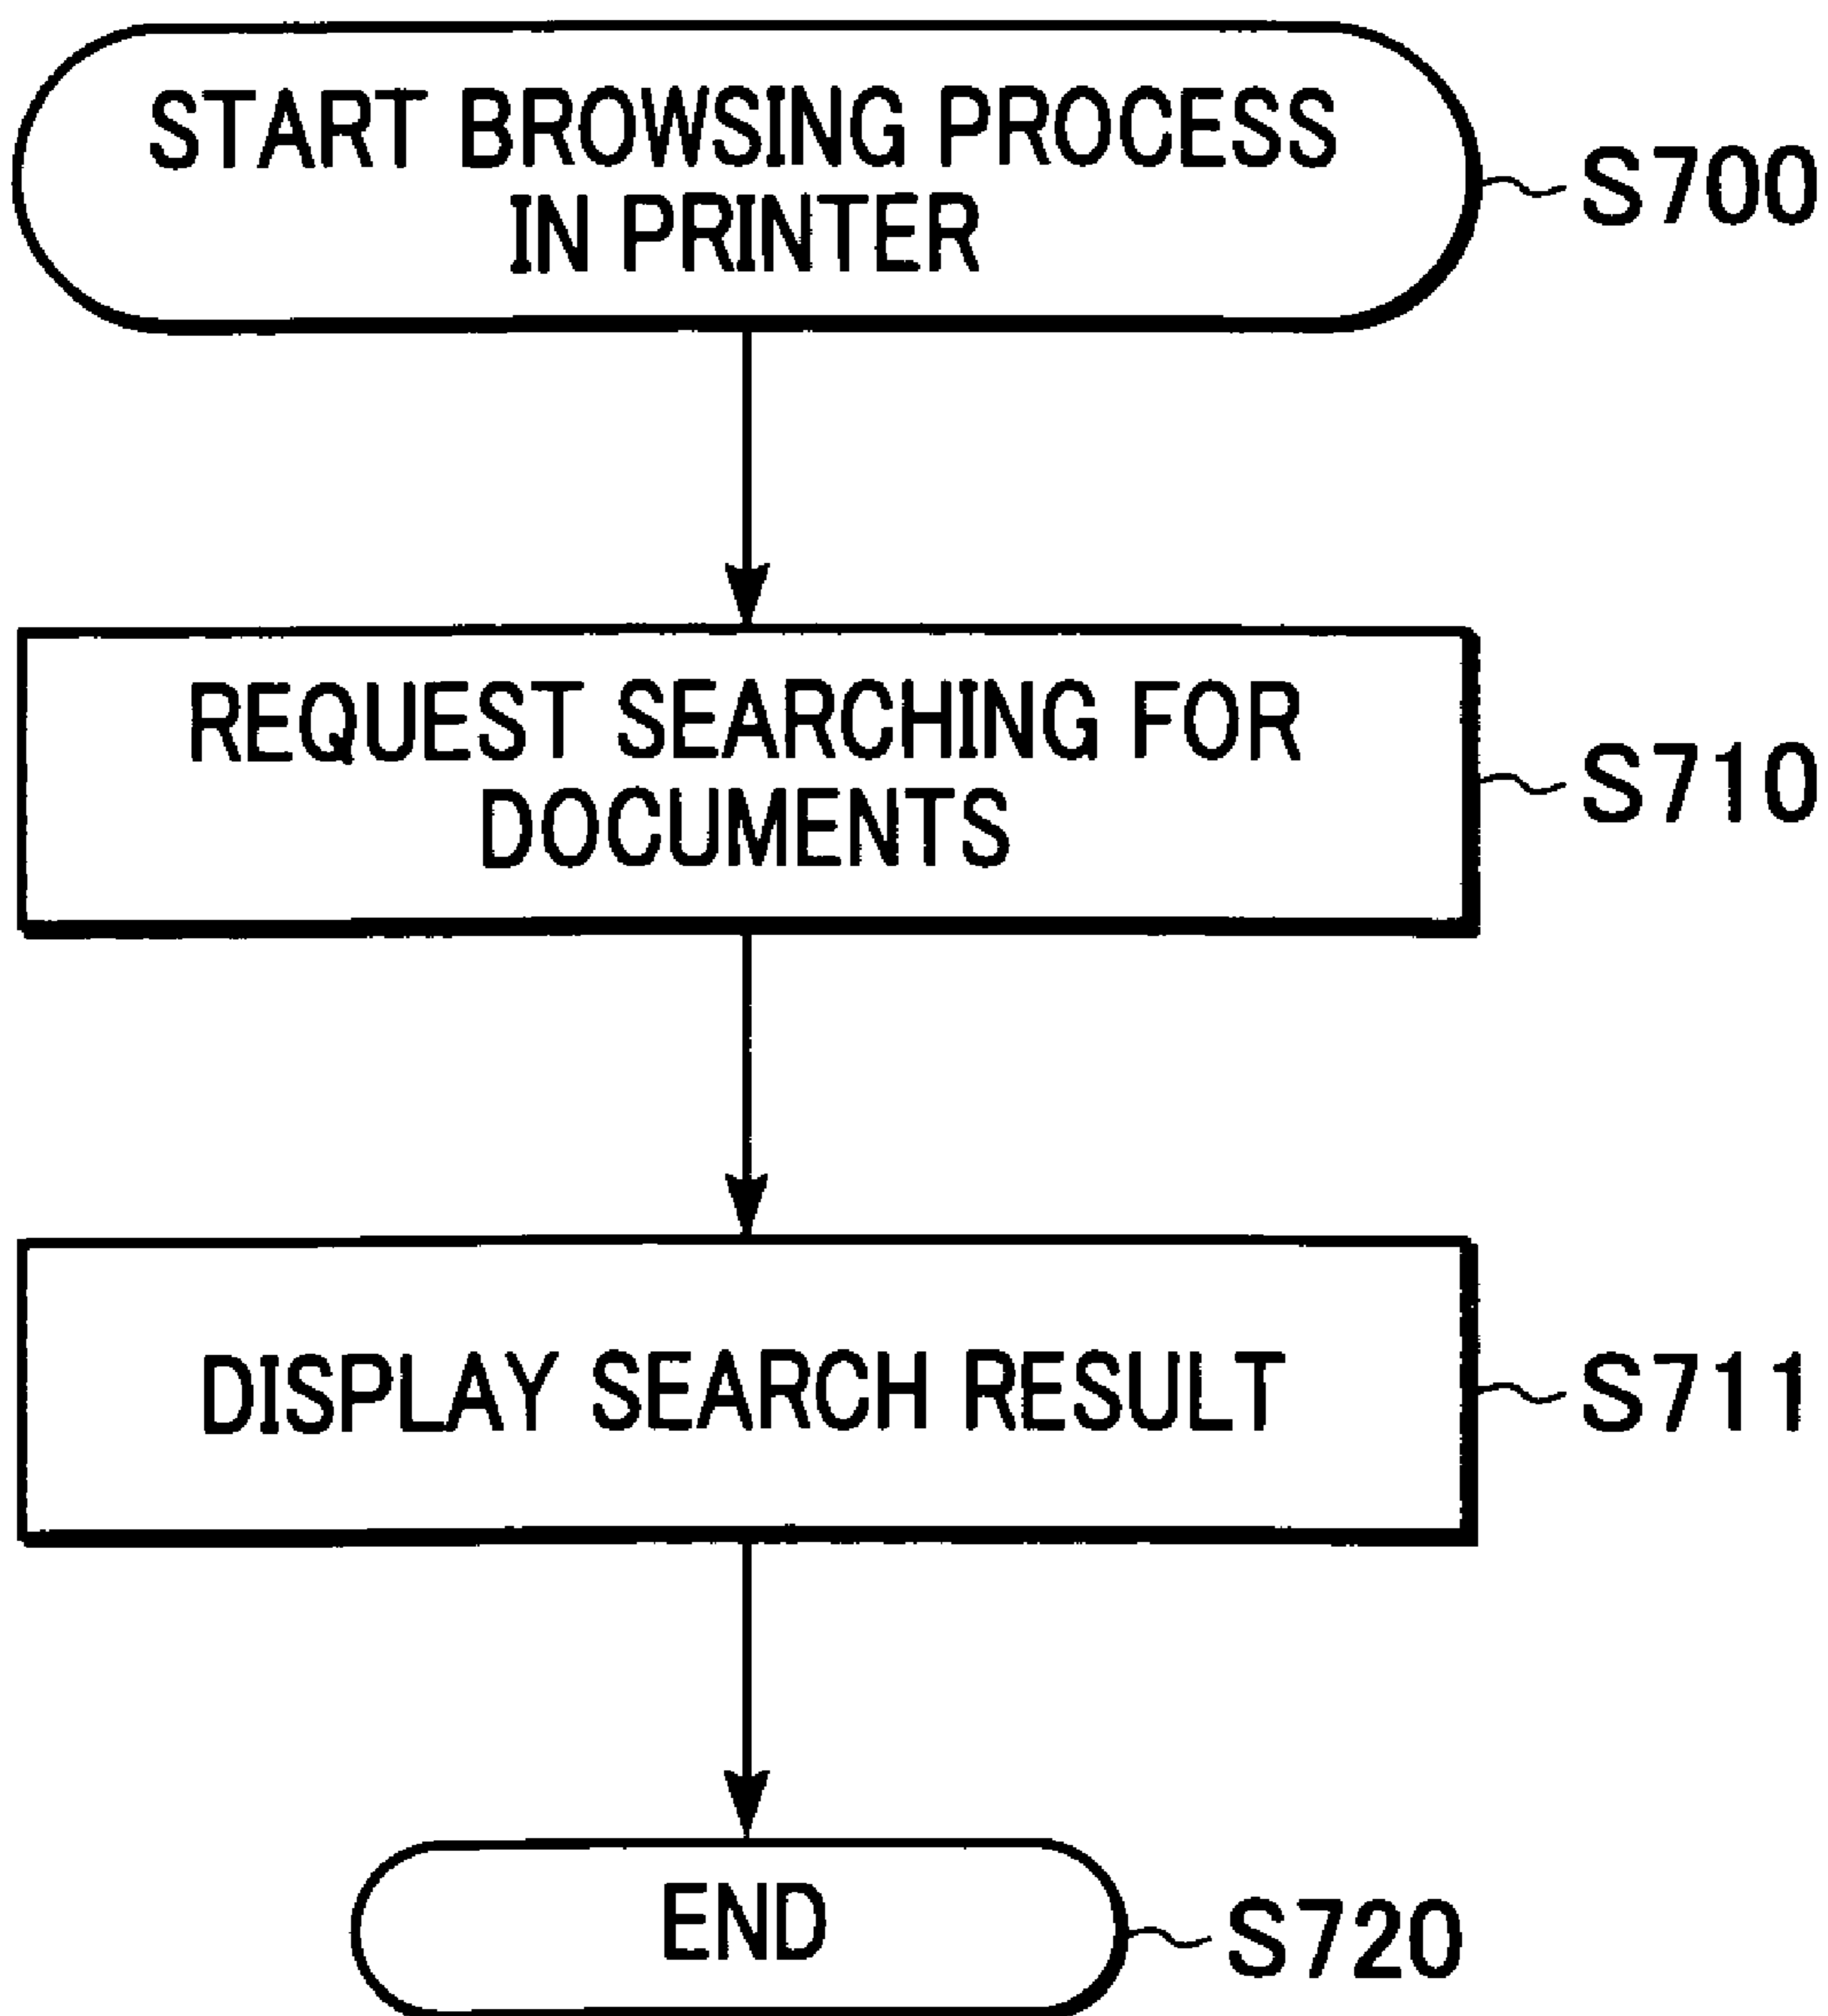 START BROWSING PROCESS
IN PRINTER
S700
REQUEST SEARCHING FOR
DOCUMENTS
S710
DISPLAY SEARCH RESULT
S711
END
S720